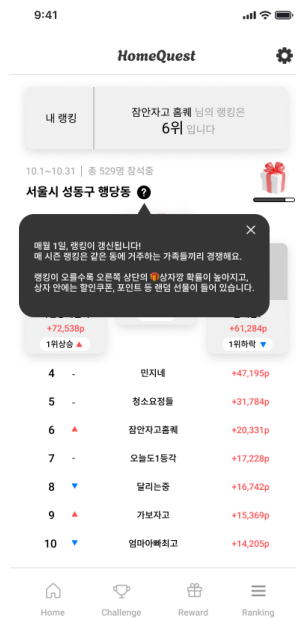 9:41
HomeQuest
내 랭킹
잠안자고 홈퀘 님의 랭킹은
6위 입니다
10.1~10.31 | 총 529명 참석중
서울시 성동구 행당동 ?
매월 1일, 랭킹이 갱신됩니다!
매 시즌 랭킹은 같은 동에 거주하는 가족들끼리 경쟁해요.
랭킹이 오를수록 오른쪽 상단의 🎁상자깡 확률이 높아지고,
상자 안에는 할인쿠폰, 포인트 등 랜덤 선물이 들어 있습니다.
+72,538p
+61,284p
1위상승 ▲
1위하락 ▼
4 - 민지네 +47,195p
5 - 청소요정들 +31,784p
6 ▲ 잠안자고홈퀘 +20,331p
7 - 오늘도1등각 +17,228p
8 ▼ 달리는중 +16,742p
9 ▲ 가보자고 +15,369p
10 ▼ 엄마아빠최고 +14,205p
Home Challenge Reward Ranking